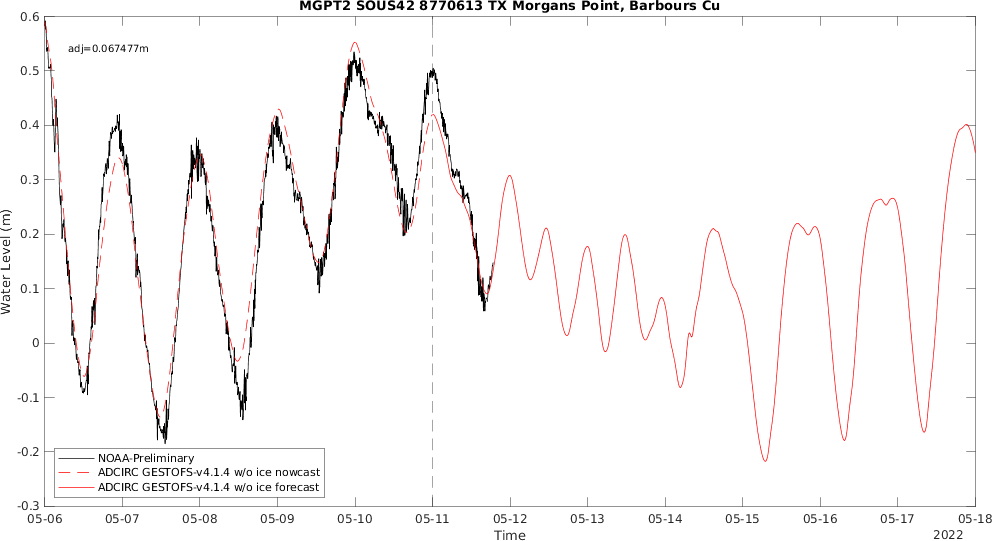 MGPT2 SOUS42 8770613 TX Morgans Point, Barbours Cu
adj=0.067477m
Water Level (m)
0.6
0.5
0.4
0.3
0.2
0.1
0
-0.1
-0.2
-0.3
NOAA-Preliminary
ADCIRC GESTOFS-v4.1.4 w/o ice nowcast
ADCIRC GESTOFS-v4.1.4 w/o ice forecast
05-06 05-07 05-08 05-09 05-10 05-11 05-12 05-13 05-14 05-15 05-16 05-17 05-18
Time
2022